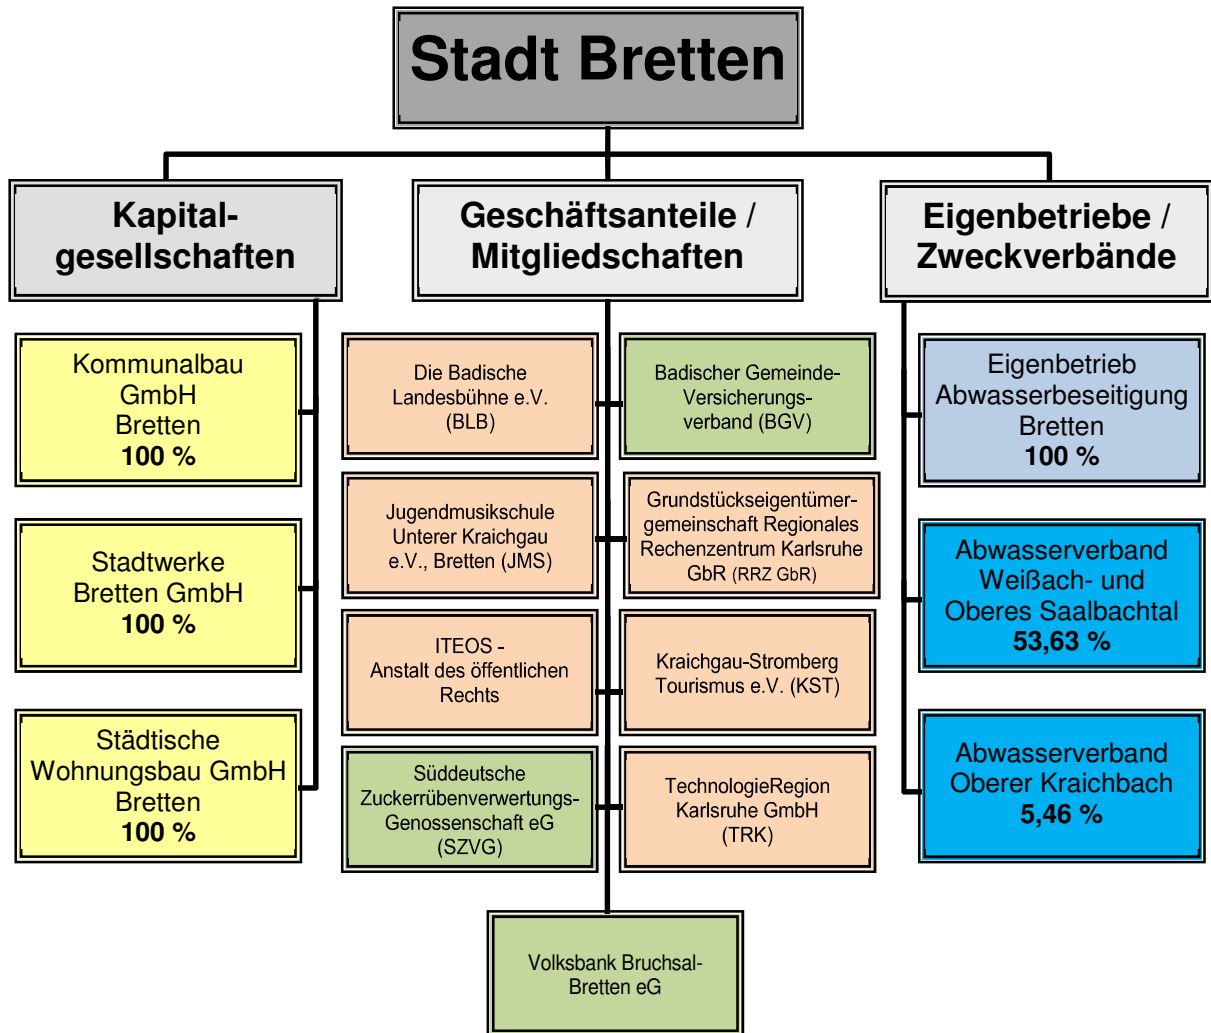 Stadt Bretten
Kapital-
gesellschaften
Geschäftsanteile /
Mitgliedschaften
Eigenbetriebe /
Zweckverbände
Kommunalbau
GmbH
Bretten
100 %
Stadtwerke
Bretten GmbH
100 %
Städtische
Wohnungsbau GmbH
Bretten
100 %
Die Badische
Landesbühne e.V.
(BLB)
Badischer Gemeinde-
Versicherungs-
verband (BGV)
Jugendmusikschule
Unterer Kraichgau
e.V., Bretten (JMS)
Grundstückseigentümer-
gemeinschaft Regionales
Rechenzentrum Karlsruhe
GbR (RRZ GbR)
ITEOS -
Anstalt des öffentlichen
Rechts
Kraichgau-Stromberg
Tourismus e.V. (KST)
Süddeutsche
Zuckerrübenverwertungs-
Genossenschaft eG
(SZVG)
TechnologieRegion
Karlsruhe GmbH
(TRK)
Volksbank Bruchsal-
Bretten eG
Eigenbetrieb
Abwasserbeseitigung
Bretten
100 %
Abwasserverband
Weißach- und
Oberes Saalbachtal
53,63 %
Abwasserverband
Oberer Kraichbach
5,46 %